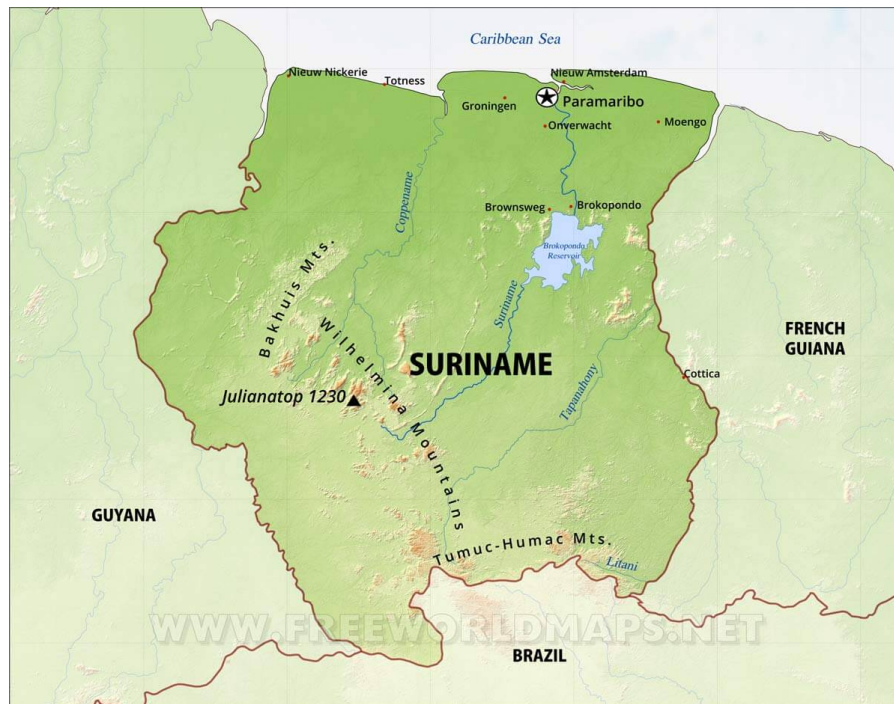 Caribbean Sea
Nieuw Nickerie
Totness
Nieuw Amsterdam
Groningen
Paramaribo
Onverwacht
Moengo
Coppename
Brownsweg
Brokopondo
Brokopondo
Reservoir
Bakhuis Mts.
Suriname
Wilhelmina Mountains
SURINAME
FRENCH
GUIANA
Tapanahony
Cottica
Julianatop 1230
GUYANA
Tumuc-Humac Mts.
Litani
WWW.FREEWORLDMAPS.NET
BRAZIL